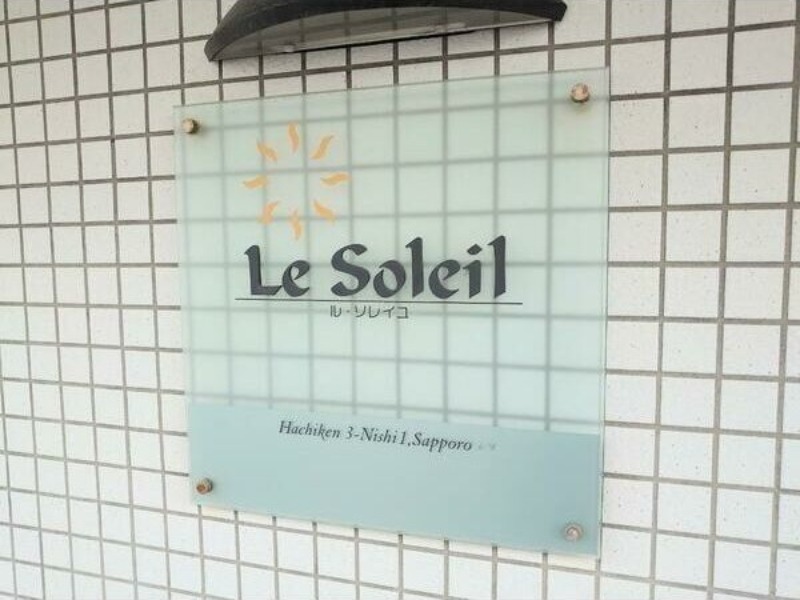 Le Soleil
ル・ソレイユ
Hachiken 3-Nishi 1, Sapporo